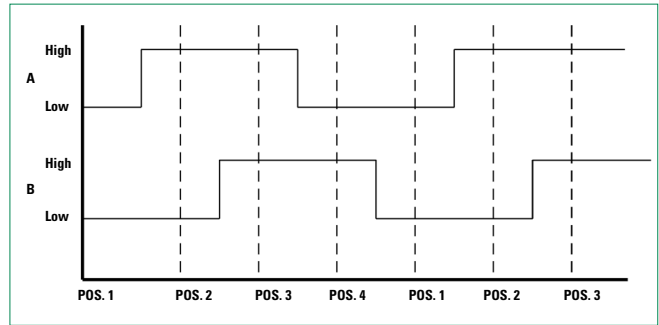 High
A
Low
High
B
Low
POS. 1 POS. 2 POS. 3 POS. 4 POS. 1 POS. 2 POS. 3